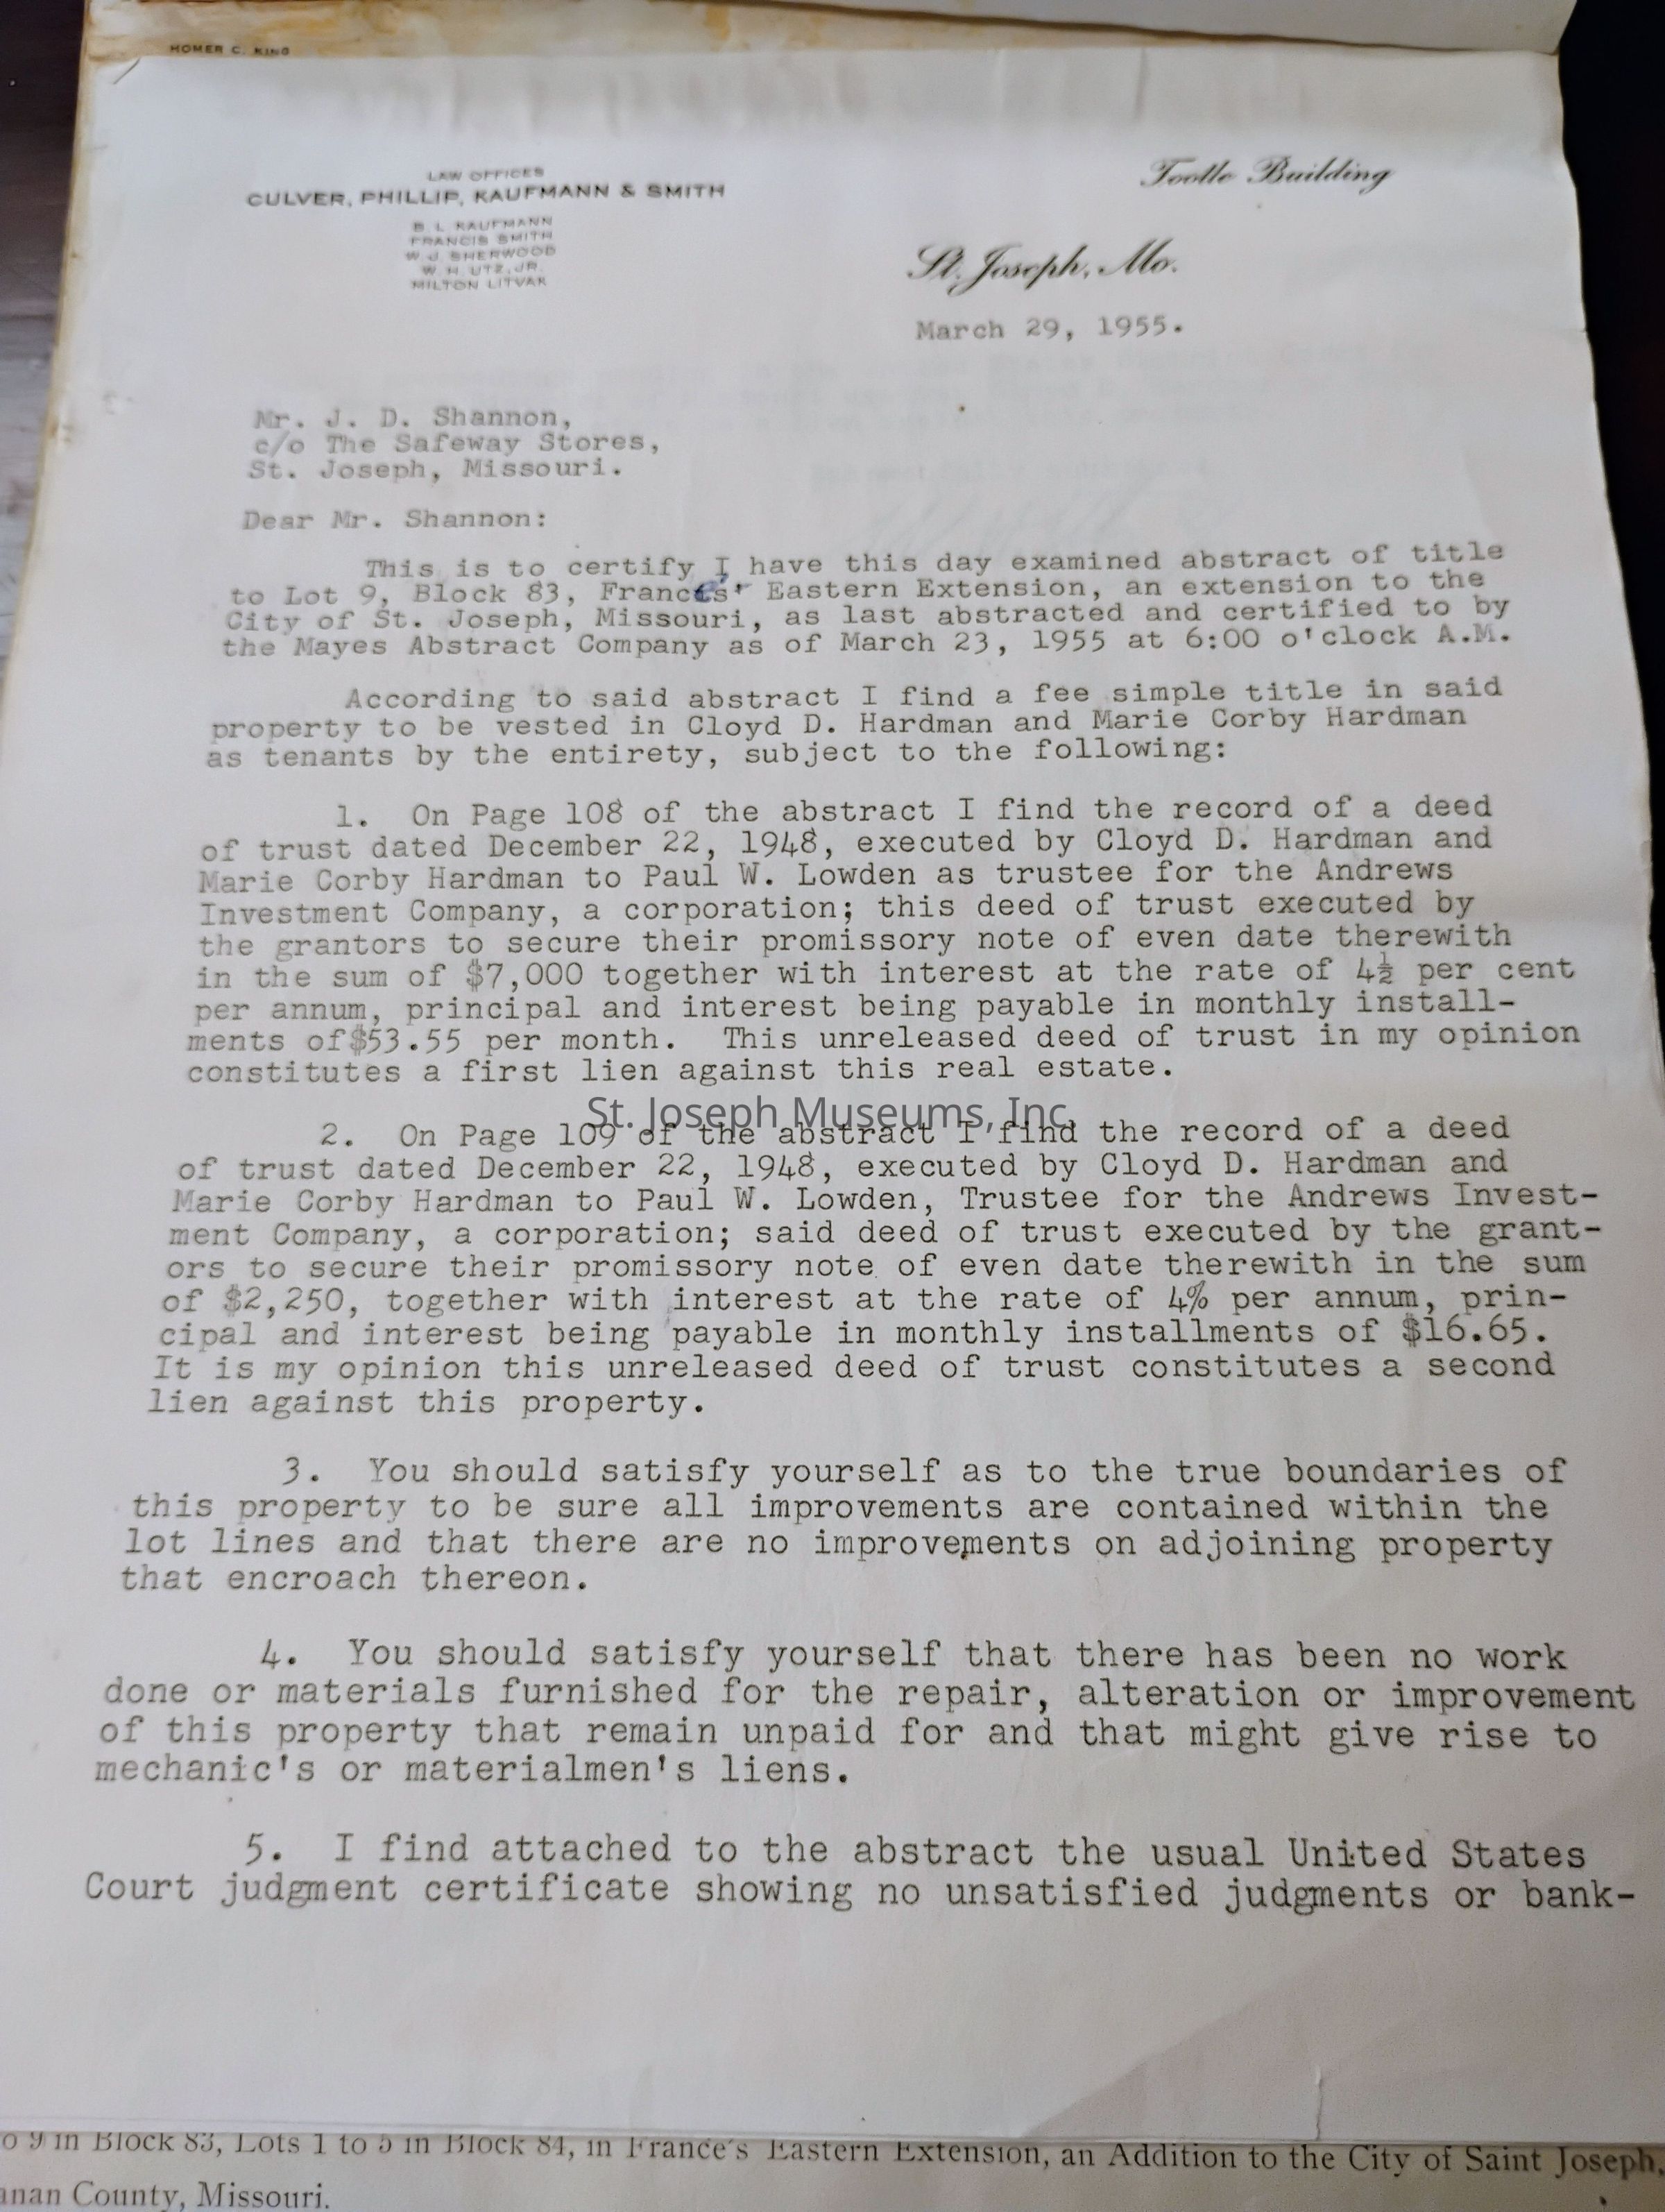 HOMER C. KING
LAW OFFICES
CULVER, PHILLIP, KAUFMANN & SMITH
B. L. KAUFMANN
FRANCIS SMITH
W. J. SHERWOOD
W. H. UTZ, JR.
MILTON LITVAK
Tootle Building
St. Joseph, Mo.
March 29, 1955.
Mr. J. D. Shannon,
c/o The Safeway Stores,
St. Joseph, Missouri.
Dear Mr. Shannon:
This is to certify I have this day examined abstract of title
to Lot 9, Block 83, Frances' Eastern Extension, an extension to the
City of St. Joseph, Missouri, as last abstracted and certified to by
the Mayes Abstract Company as of March 23, 1955 at 6:00 o'clock A.M.
According to said abstract I find a fee simple title in said
property to be vested in Cloyd D. Hardman and Marie Corby Hardman
as tenants by the entirety, subject to the following:
1. On Page 108 of the abstract I find the record of a deed
of trust dated December 22, 1948, executed by Cloyd D. Hardman and
Marie Corby Hardman to Paul W. Lowden as trustee for the Andrews
Investment Company, a corporation; this deed of trust executed by
the grantors to secure their promissory note of even date therewith
in the sum of $7,000 together with interest at the rate of 4½ per cent
per annum, principal and interest being payable in monthly install-
ments of$53.55 per month. This unreleased deed of trust in my opinion
constitutes a first lien against this real estate.
St. Joseph Museums, Inc.
2. On Page 109 of the abstract I find the record of a deed
of trust dated December 22, 1948, executed by Cloyd D. Hardman and
Marie Corby Hardman to Paul W. Lowden, Trustee for the Andrews Invest-
ment Company, a corporation; said deed of trust executed by the grant-
ors to secure their promissory note of even date therewith in the sum
of $2,250, together with interest at the rate of 4% per annum, prin-
cipal and interest being payable in monthly installments of $16.65.
It is my opinion this unreleased deed of trust constitutes a second
lien against this property.
3. You should satisfy yourself as to the true boundaries of
this property to be sure all improvements are contained within the
lot lines and that there are no improvements on adjoining property
that encroach thereon.
4. You should satisfy yourself that there has been no work
done or materials furnished for the repair, alteration or improvement
of this property that remain unpaid for and that might give rise to
mechanic's or materialmen's liens.
5. I find attached to the abstract the usual United States
Court judgment certificate showing no unsatisfied judgments or bank-
o 9 in Block 83, Lots 1 to 5 in Block 84, in France's Eastern Extension, an Addition to the City of Saint Joseph,
anan County, Missouri.